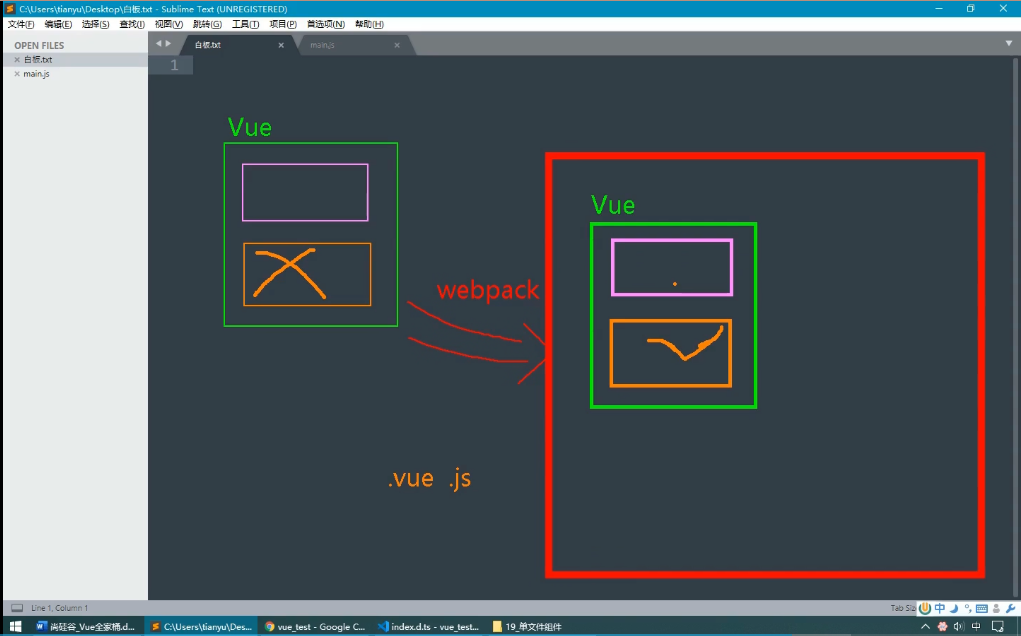 C:\Users\tianyu\Desktop\白板.txt - Sublime Text (UNREGISTERED)
文件(F) 编辑(E) 选择(S) 查找(I) 视图(V) 跳转(G) 工具(T) 项目(P) 首选项(N) 帮助(H)
OPEN FILES
白板.txt
main.js
白板.txt
main.js
1
Vue
Vue
webpack
.vue .js
Line 1, Column 1
Tab Siz
中
尚硅谷_Vue全家桶.d...
C:\Users\tianyu\Des...
vue_test - Google C...
index.d.ts - vue_test...
19_单文件组件
中